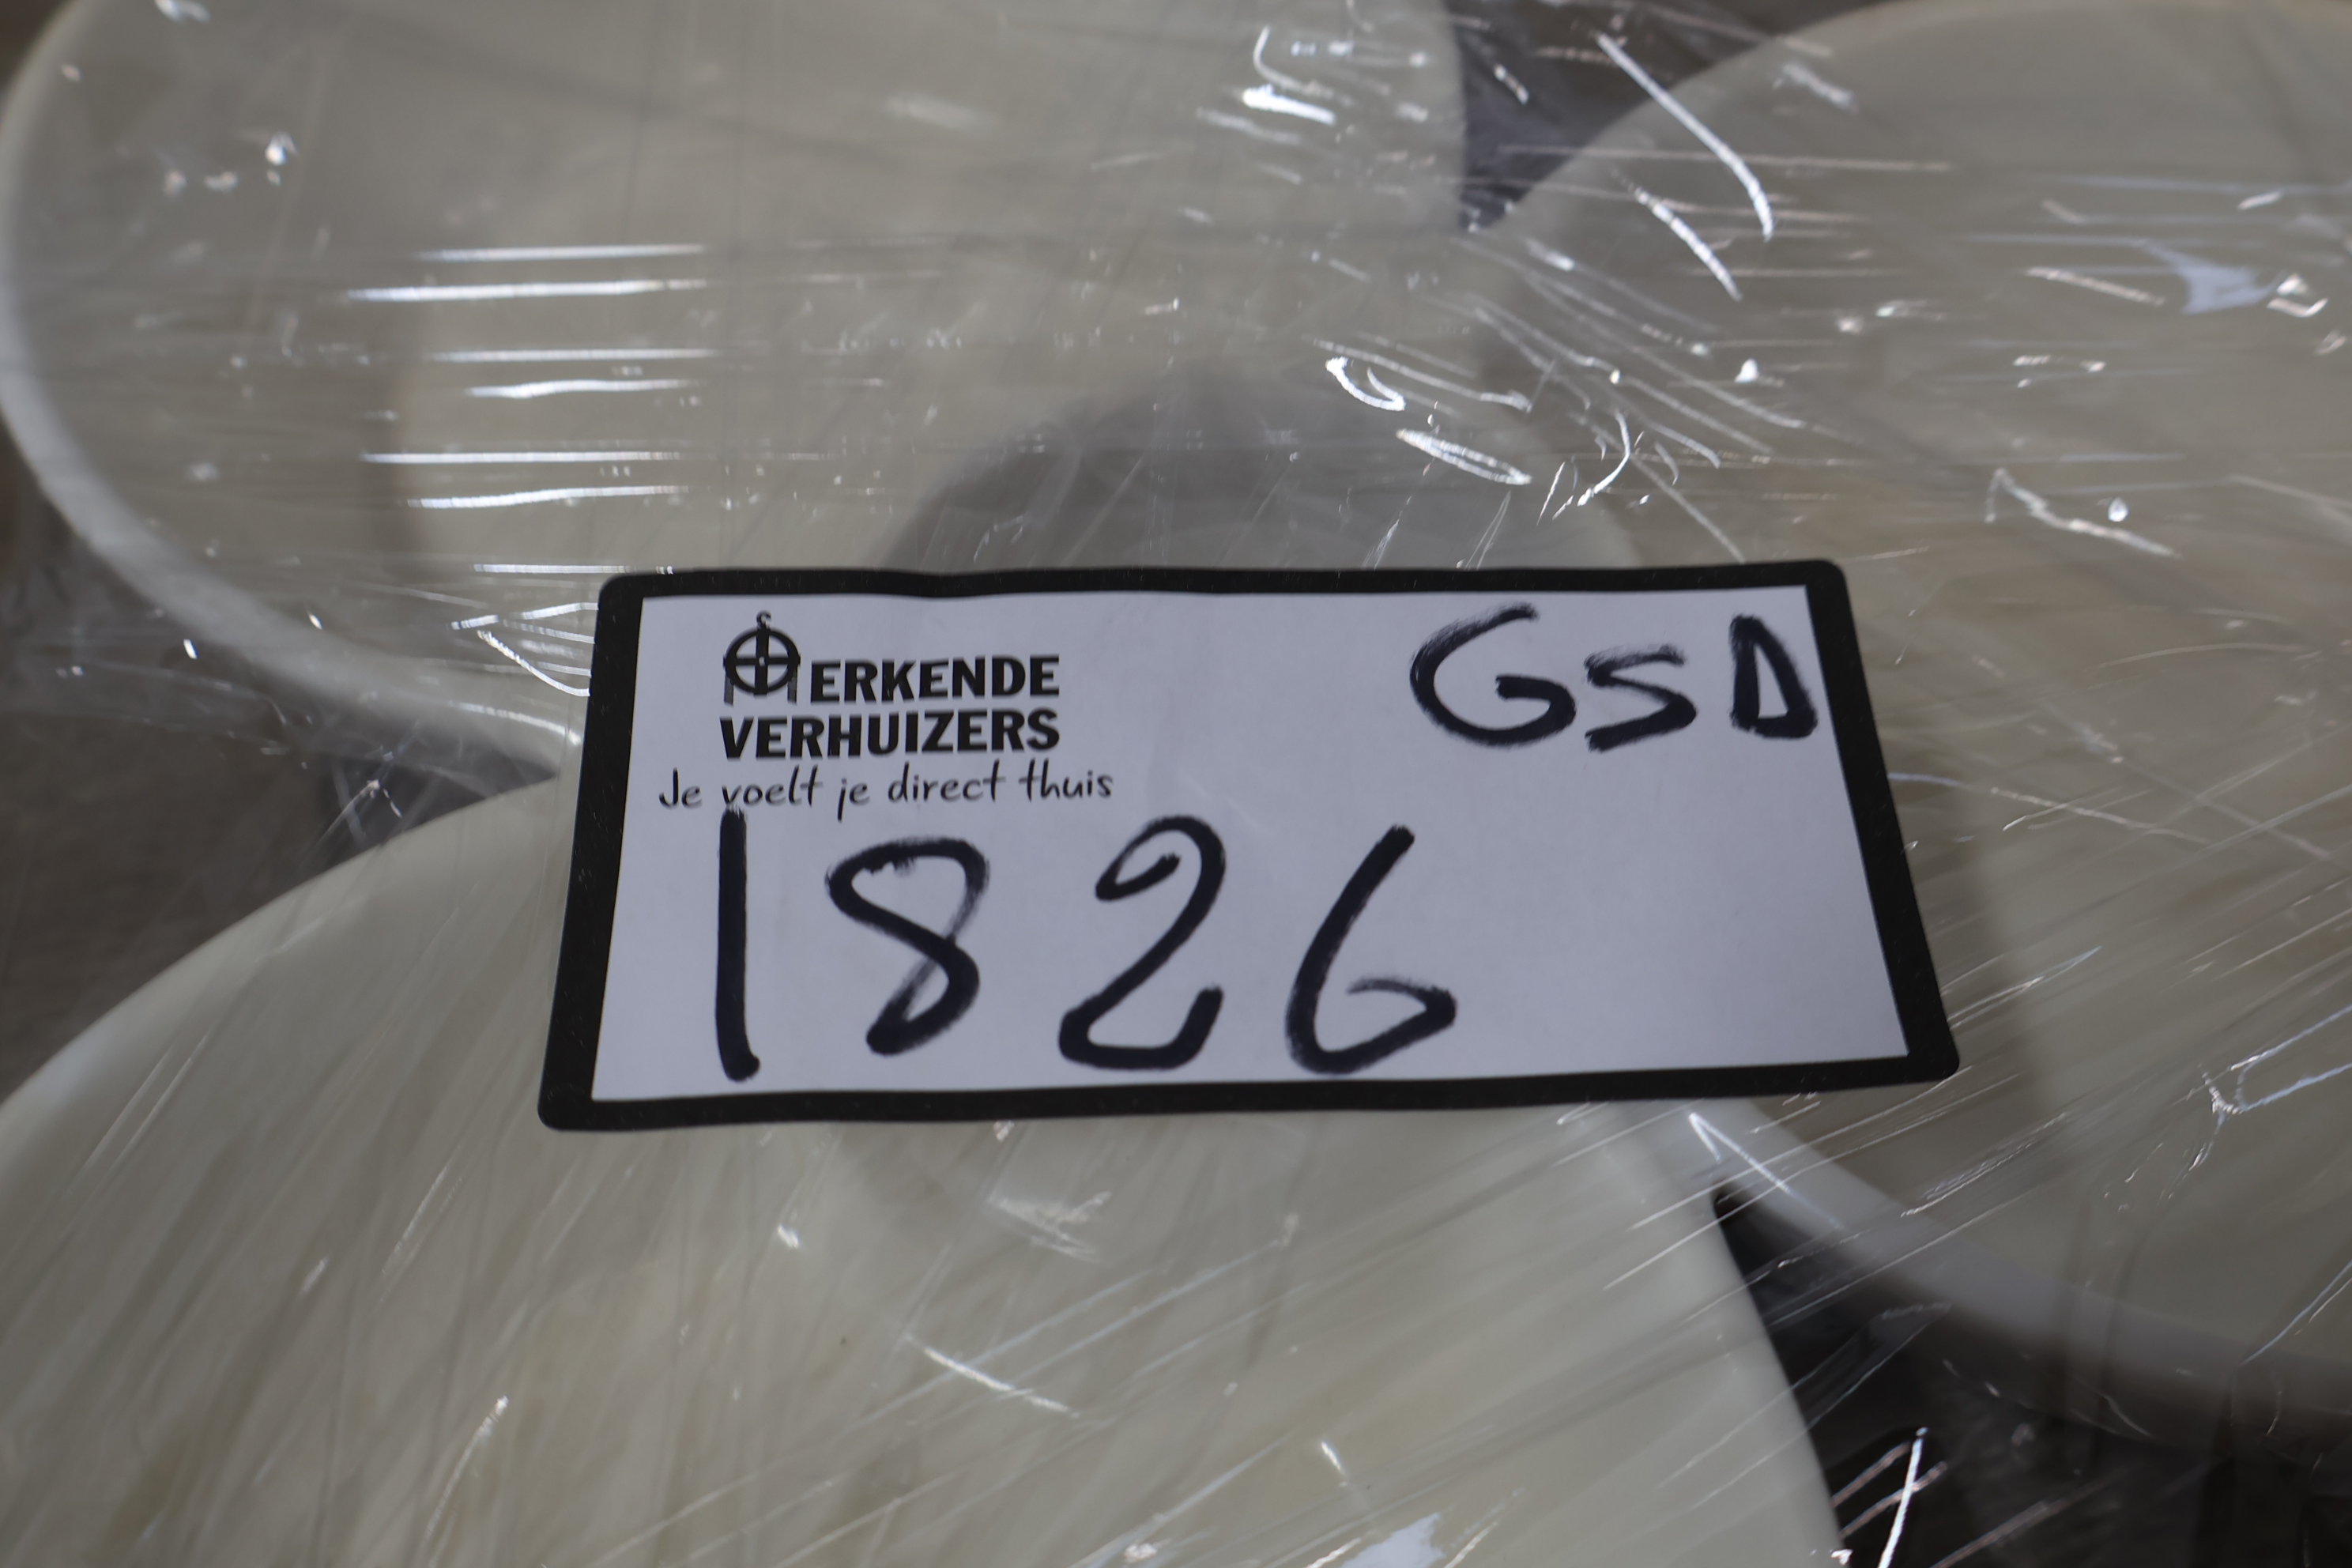 ERKENDE
VERHUIZERS
Je voelt je direct thuis
GSD
1826